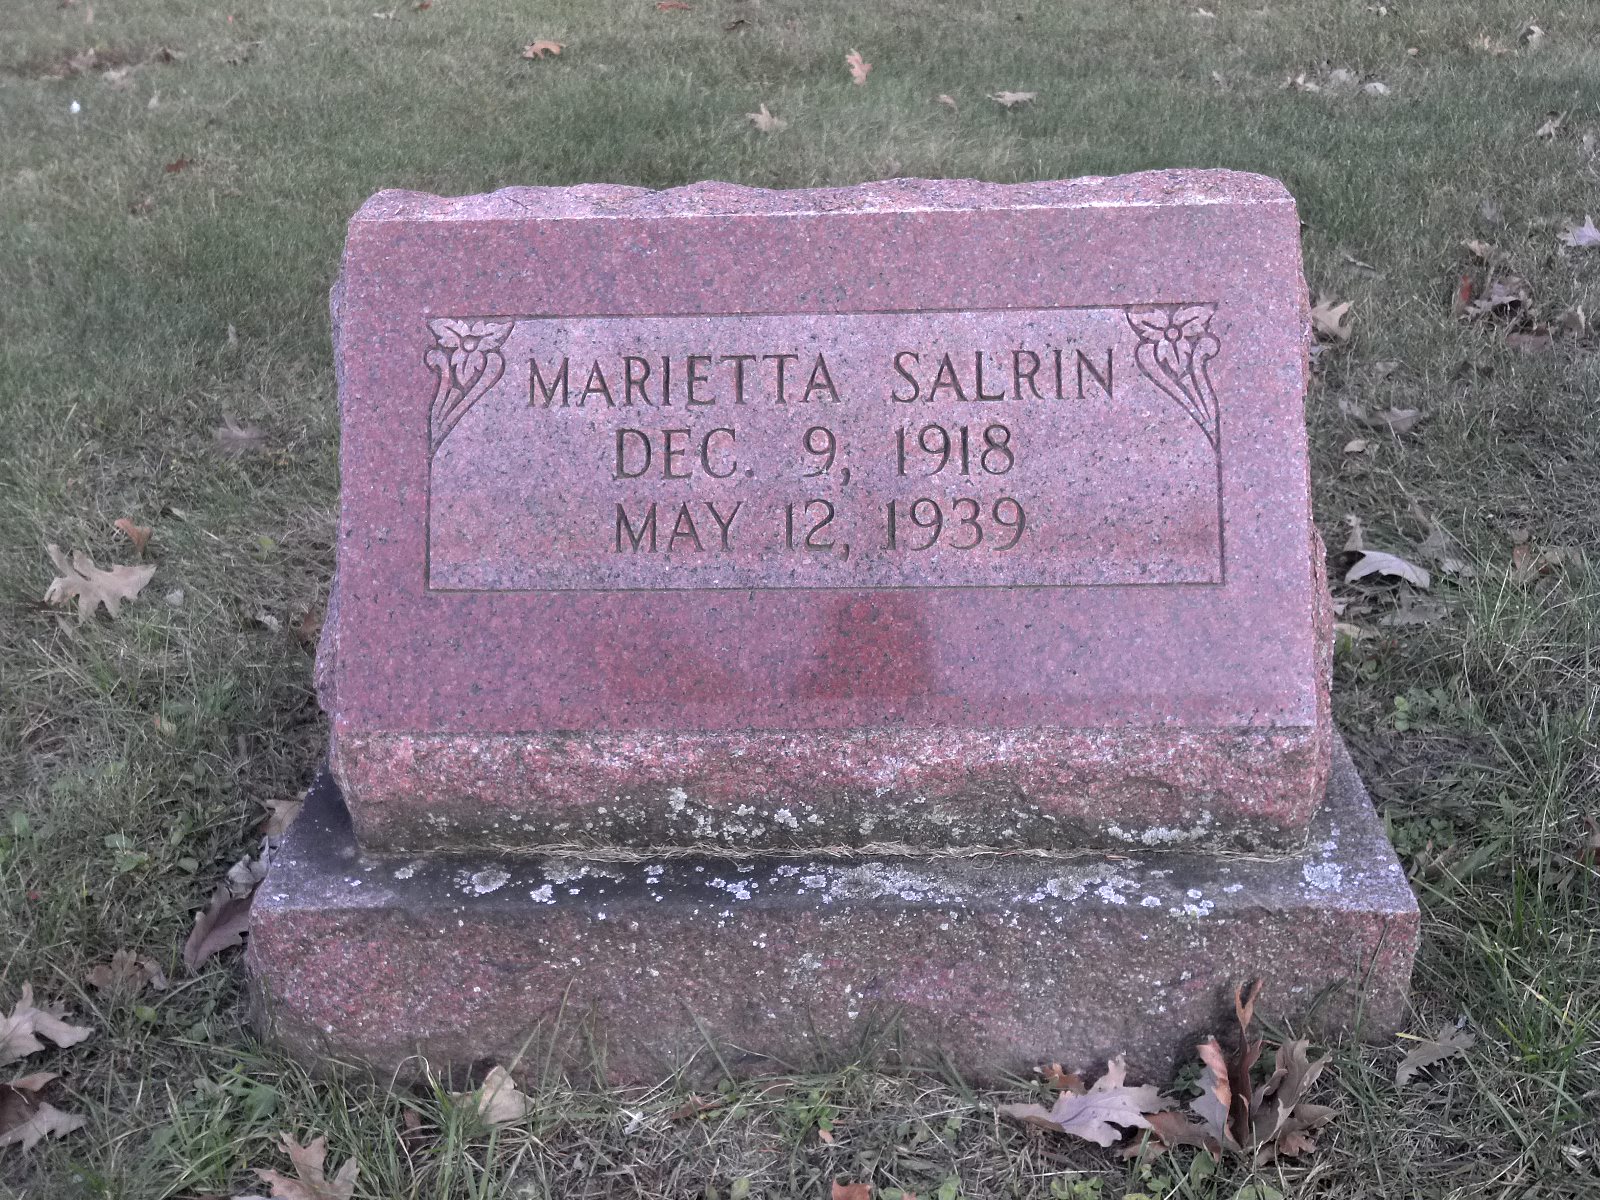 MARIETTA SALRIN
DEC. 9, 1918
MAY 12, 1939